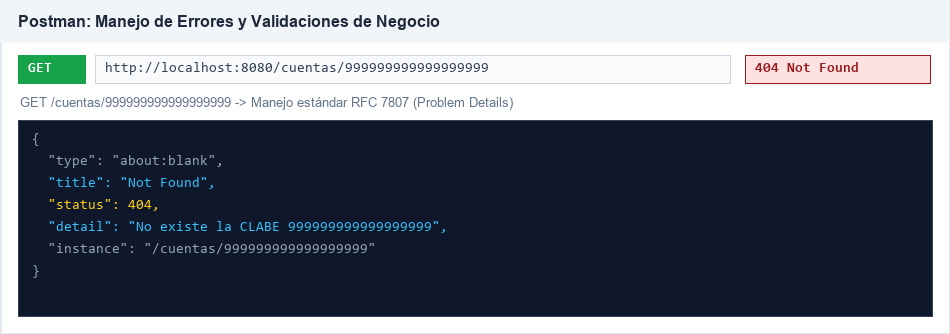 Postman: Manejo de Errores y Validaciones de Negocio
GET http://localhost:8080/cuentas/999999999999999999 404 Not Found
GET /cuentas/999999999999999999 -> Manejo estándar RFC 7807 (Problem Details)
{
"type": "about:blank",
"title": "Not Found",
"status": 404,
"detail": "No existe la CLABE 999999999999999999",
"instance": "/cuentas/999999999999999999"
}